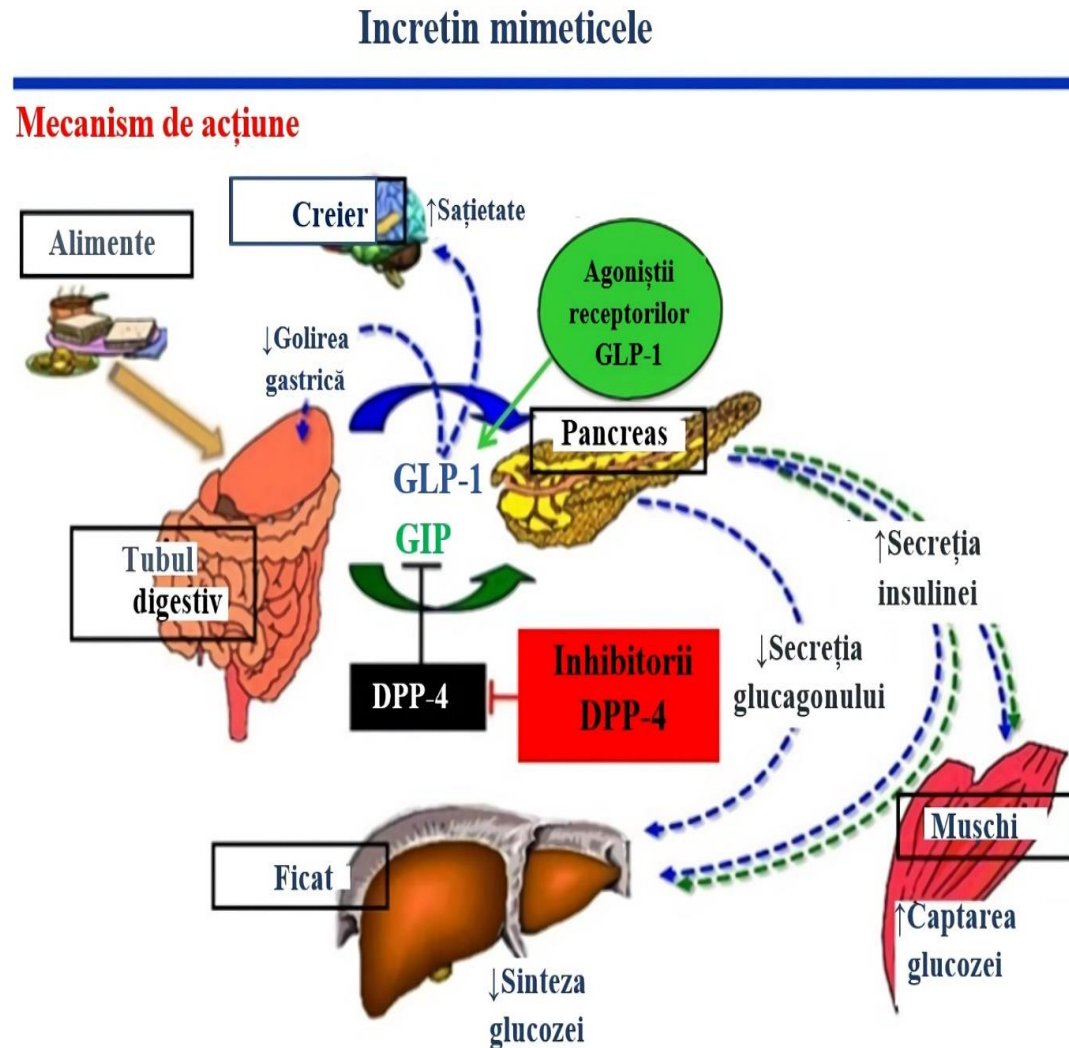 Incretin mimeticele
Mecanism de acțiune
Creier
↑Sațietate
Alimente
Agoniștii
receptorilor
GLP-1
↓Golirea
gastrică
Pancreas
GLP-1
GIP
Tubul
digestiv
↑Secreția
insulinei
DPP-4
Inhibitorii
DPP-4
↓Secreția
glucagonului
Mușchi
Ficat
↑Captarea
glucozei
↓Sinteza
glucozei